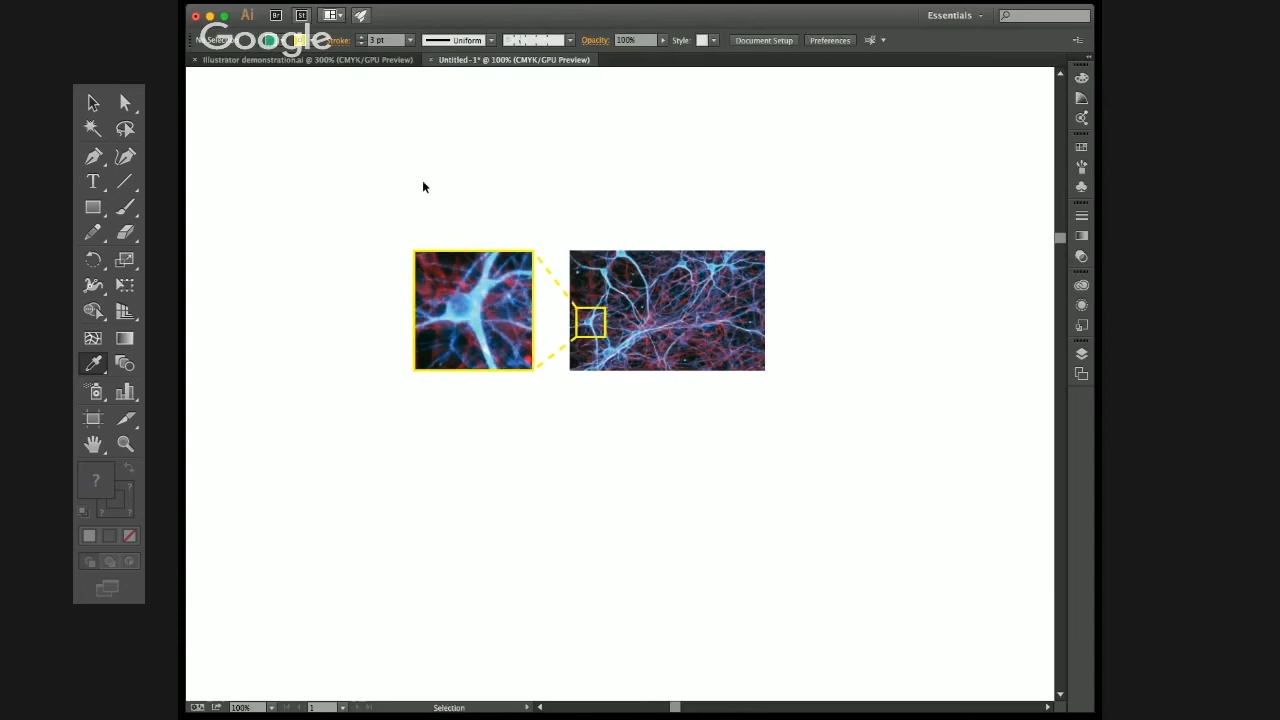 Ai Br St Essentials
Google
Stroke: 3 pt Uniform Opacity: 100% Style: Document Setup Preferences
× Illustrator demonstration.ai @ 300% (CMYK/GPU Preview) × Untitled-1* @ 100% (CMYK/GPU Preview)
T
?
?
? ?
100% 1 Selection